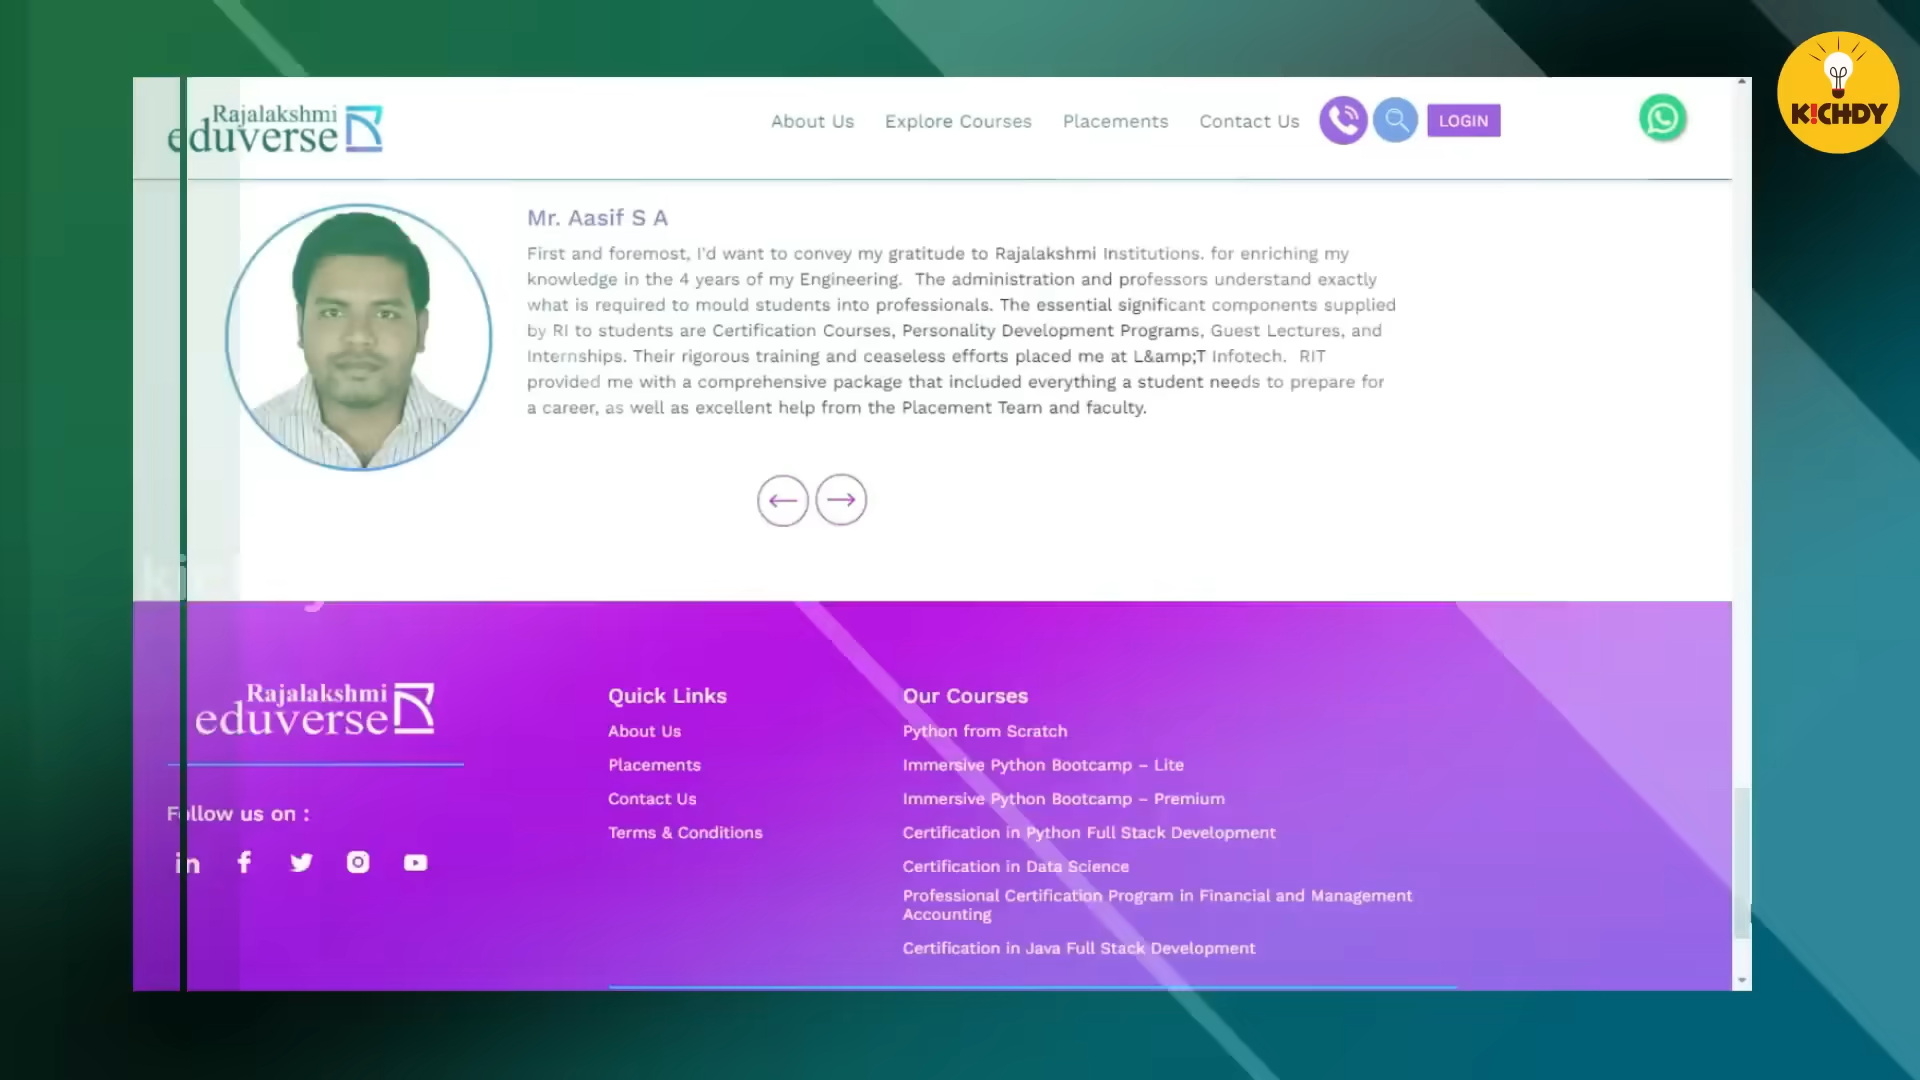 K!CHDY
Rajalakshmi
eduverse
About Us
Explore Courses
Placements
Contact Us
LOGIN
Mr. Aasif S A
First and foremost, I'd want to convey my gratitude to Rajalakshmi Institutions. for enriching my
knowledge in the 4 years of my Engineering. The administration and professors understand exactly
what is required to mould students into professionals. The essential significant components supplied
by RI to students are Certification Courses, Personality Development Programs, Guest Lectures, and
Internships. Their rigorous training and ceaseless efforts placed me at L&amp;T Infotech. RIT
provided me with a comprehensive package that included everything a student needs to prepare for
a career, as well as excellent help from the Placement Team and faculty.
Rajalakshmi
eduverse
Follow us on :
Quick Links
About Us
Placements
Contact Us
Terms & Conditions
Our Courses
Python from Scratch
Immersive Python Bootcamp – Lite
Immersive Python Bootcamp – Premium
Certification in Python Full Stack Development
Certification in Data Science
Professional Certification Program in Financial and Management
Accounting
Certification in Java Full Stack Development